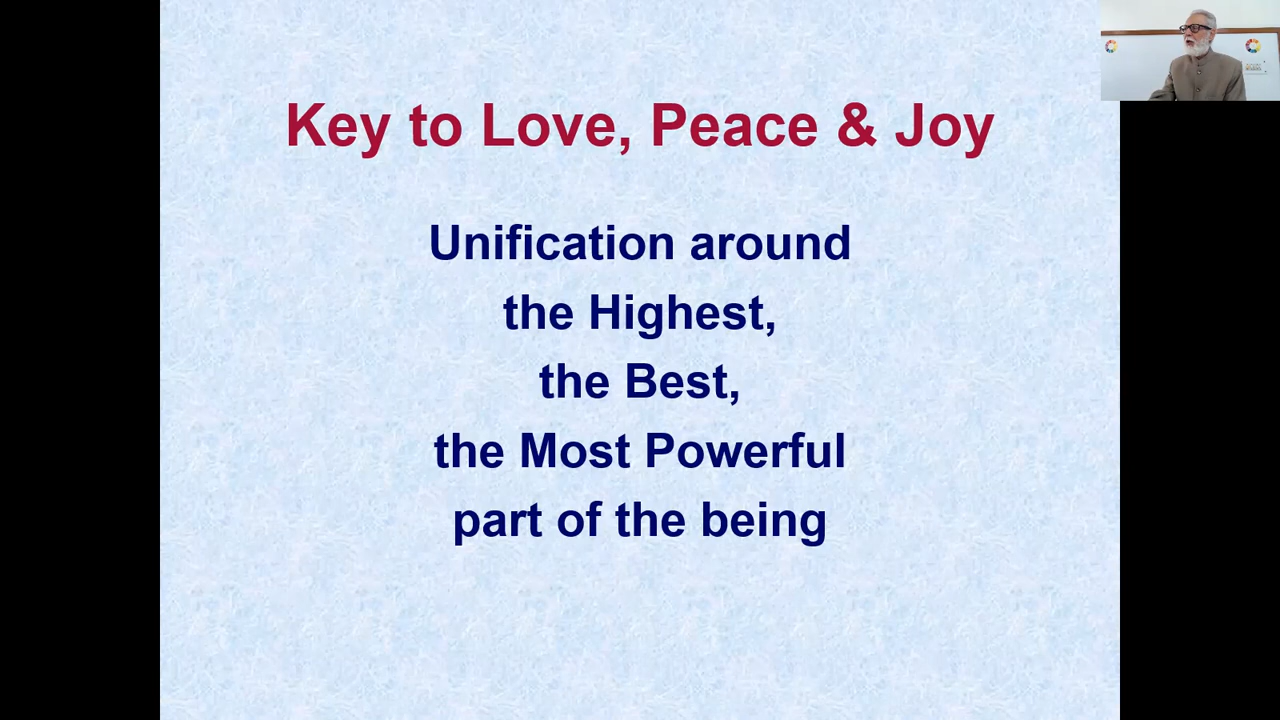 Key to Love, Peace & Joy
Unification around
the Highest,
the Best,
the Most Powerful
part of the being